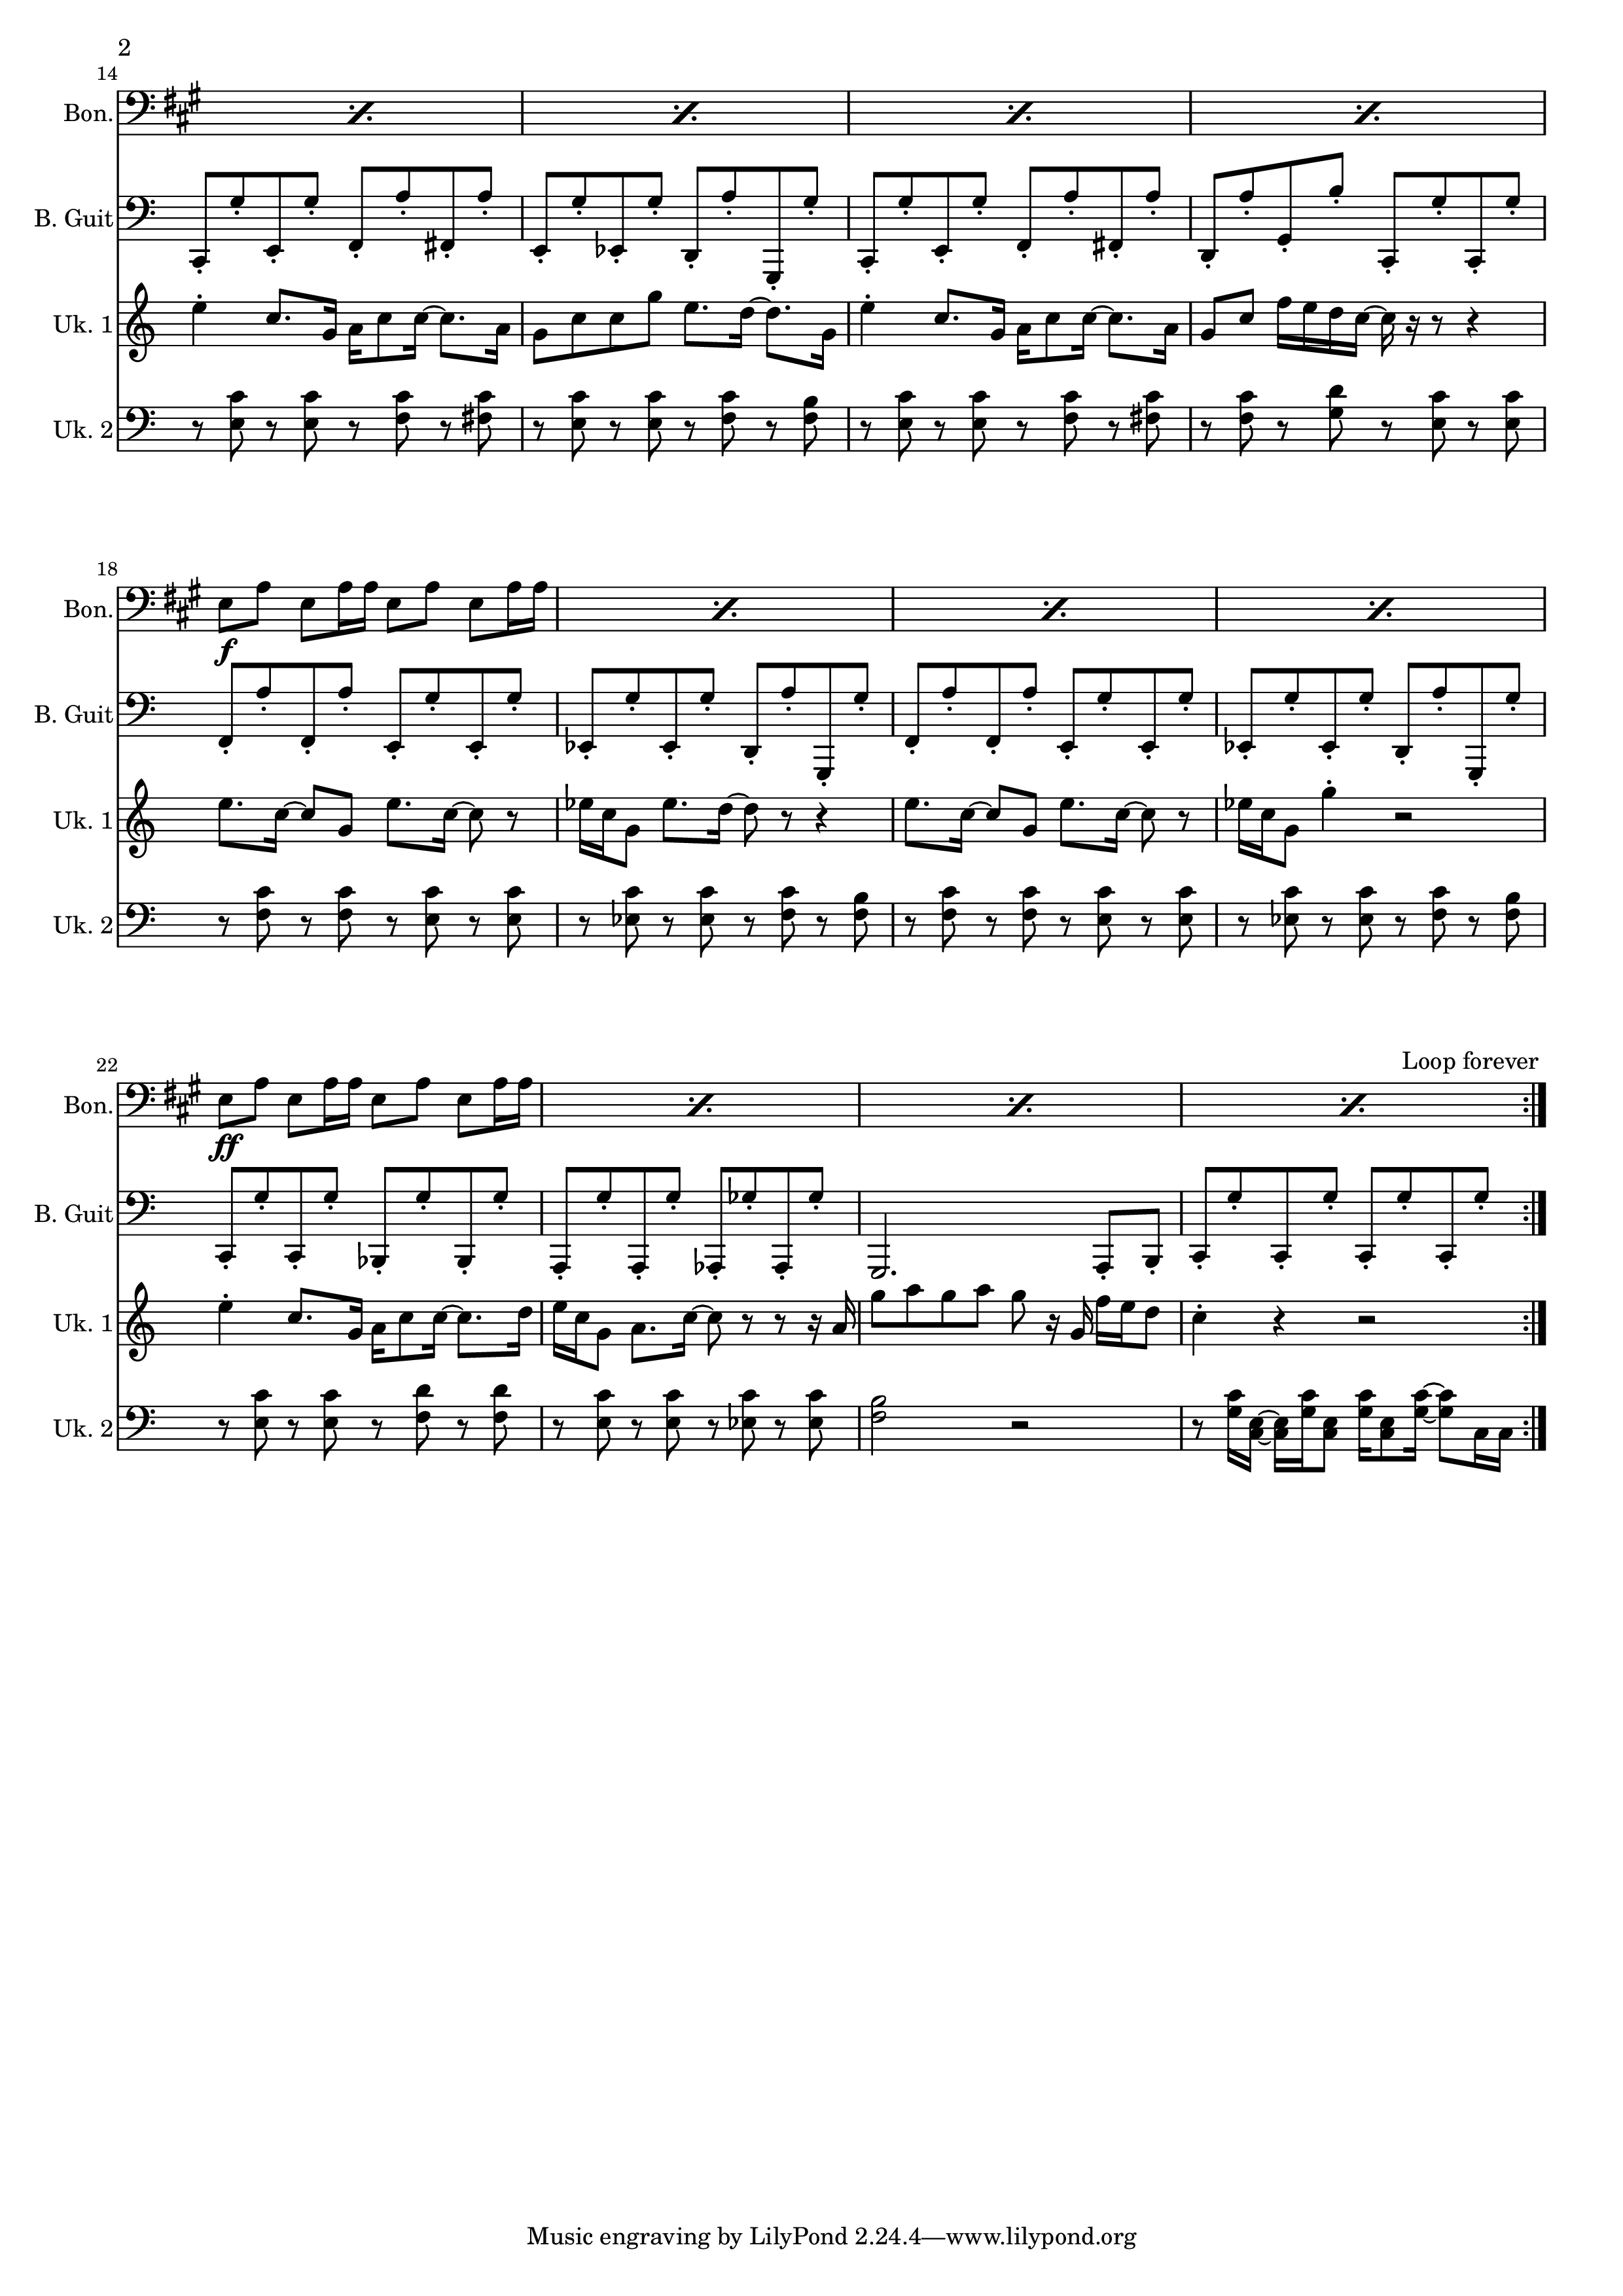 2
14
Bon.
B. Guit
Uk. 1
Uk. 2
18
Bon.
f
B. Guit
Uk. 1
Uk. 2
Loop forever
22
Bon.
ff
B. Guit
Uk. 1
Uk. 2
Music engraving by LilyPond 2.24.4—www.lilypond.org